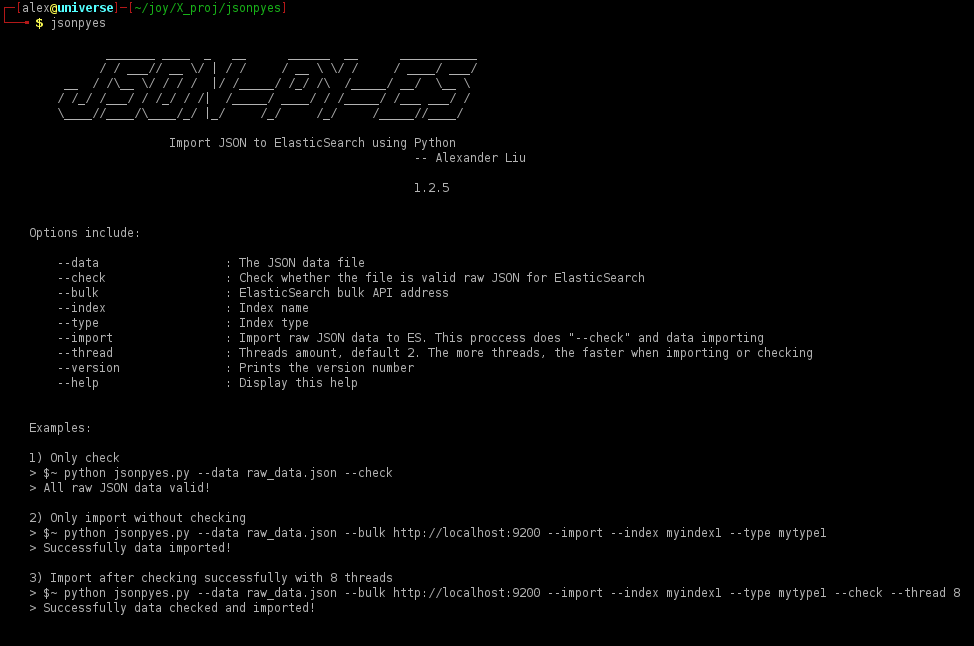 [alex@universe]-[~/joy/X_proj/jsonpyes]
$ jsonpyes
JSON-PY-ES
Import JSON to ElasticSearch using Python
-- Alexander Liu
1.2.5
Options include:
--data : The JSON data file
--check : Check whether the file is valid raw JSON for ElasticSearch
--bulk : ElasticSearch bulk API address
--index : Index name
--type : Index type
--import : Import raw JSON data to ES. This proccess does "--check" and data importing
--thread : Threads amount, default 2. The more threads, the faster when importing or checking
--version : Prints the version number
--help : Display this help
Examples:
1) Only check
> $~ python jsonpyes.py --data raw_data.json --check
> All raw JSON data valid!
2) Only import without checking
> $~ python jsonpyes.py --data raw_data.json --bulk http://localhost:9200 --import --index myindex1 --type mytype1
> Successfully data imported!
3) Import after checking successfully with 8 threads
> $~ python jsonpyes.py --data raw_data.json --bulk http://localhost:9200 --import --index myindex1 --type mytype1 --check --thread 8
> Successfully data checked and imported!